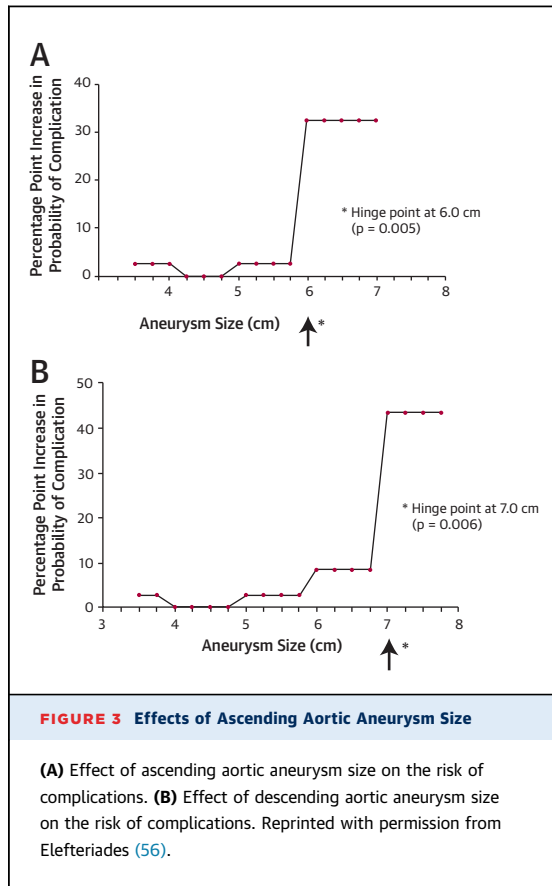 A
Percentage Point Increase in
Probability of Complication
40
30
20
10
0
4
5
6
7
8
* Hinge point at 6.0 cm
(p = 0.005)
Aneurysm Size (cm)
*
B
Percentage Point Increase in
Probability of Complication
50
40
30
20
10
0
3
4
5
6
7
8
* Hinge point at 7.0 cm
(p = 0.006)
Aneurysm Size (cm)
*
FIGURE 3 Effects of Ascending Aortic Aneurysm Size
(A) Effect of ascending aortic aneurysm size on the risk of
complications. (B) Effect of descending aortic aneurysm size
on the risk of complications. Reprinted with permission from
Elefteriades (56).